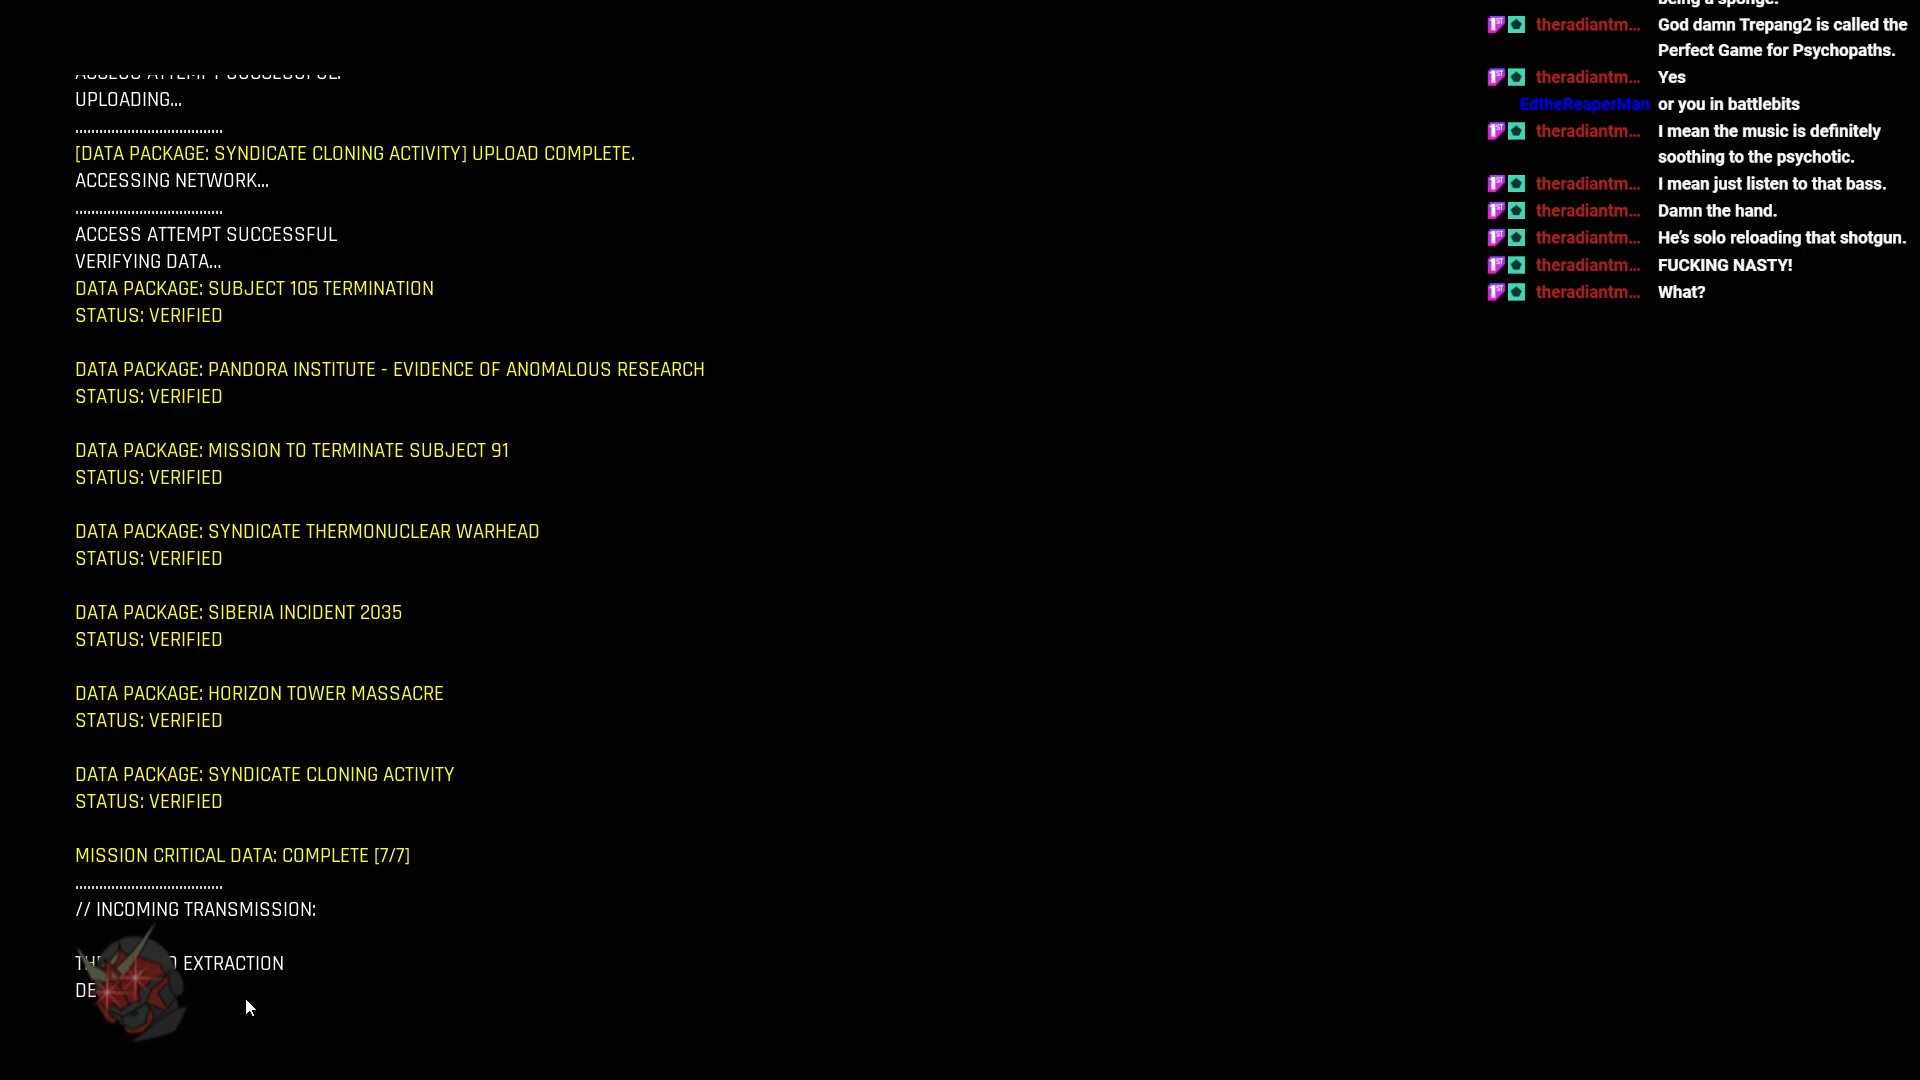 ACCESS ATTEMPT SUCCESSFUL.
UPLOADING...
[DATA PACKAGE: SYNDICATE CLONING ACTIVITY] UPLOAD COMPLETE.
ACCESSING NETWORK...
ACCESS ATTEMPT SUCCESSFUL
VERIFYING DATA...
DATA PACKAGE: SUBJECT 105 TERMINATION
STATUS: VERIFIED
DATA PACKAGE: PANDORA INSTITUTE - EVIDENCE OF ANOMALOUS RESEARCH
STATUS: VERIFIED
DATA PACKAGE: MISSION TO TERMINATE SUBJECT 91
STATUS: VERIFIED
DATA PACKAGE: SYNDICATE THERMONUCLEAR WARHEAD
STATUS: VERIFIED
DATA PACKAGE: SIBERIA INCIDENT 2035
STATUS: VERIFIED
DATA PACKAGE: HORIZON TOWER MASSACRE
STATUS: VERIFIED
DATA PACKAGE: SYNDICATE CLONING ACTIVITY
STATUS: VERIFIED
MISSION CRITICAL DATA: COMPLETE [7/7]
// INCOMING TRANSMISSION:
EXTRACTION
DE
being a sponge.
theradiantm... God damn Trepang2 is called the
Perfect Game for Psychopaths.
theradiantm... Yes
EdtheReaperMan or you in battlebits
theradiantm... I mean the music is definitely
soothing to the psychotic.
theradiantm... I mean just listen to that bass.
theradiantm... Damn the hand.
theradiantm... He's solo reloading that shotgun.
theradiantm... FUCKING NASTY!
theradiantm... What?